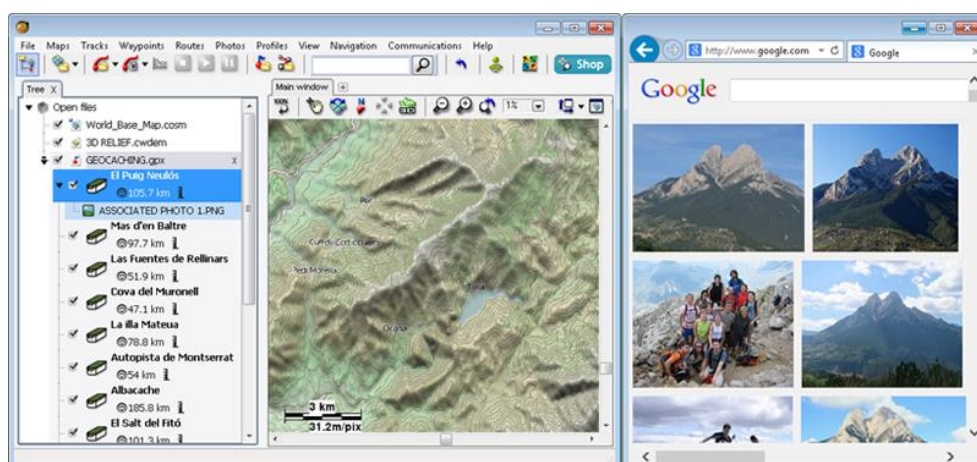 File Maps Tracks Waypoints Routes Photos Profiles View Navigation Communications Help
100%
Shop
Tree X
Main window
1%
Open files
World_Base_Map.cosm
3D RELIEF.cwdem
GEOCACHING.gpx x
El Puig Neulós
105.7 km
ASSOCIATED PHOTO 1.PNG
Mas d'en Baltre
97.7 km
Las Fuentes de Rellinars
51.9 km
Cova del Muronell
47.1 km
La illa Mateua
78.8 km
Autopista de Montserrat
54 km
Albacache
185.8 km
El Salt del Fitó
101.3 km
Tulia
Ocaña
3 km
31.2m/pix
http://www.google.com
Google
Google